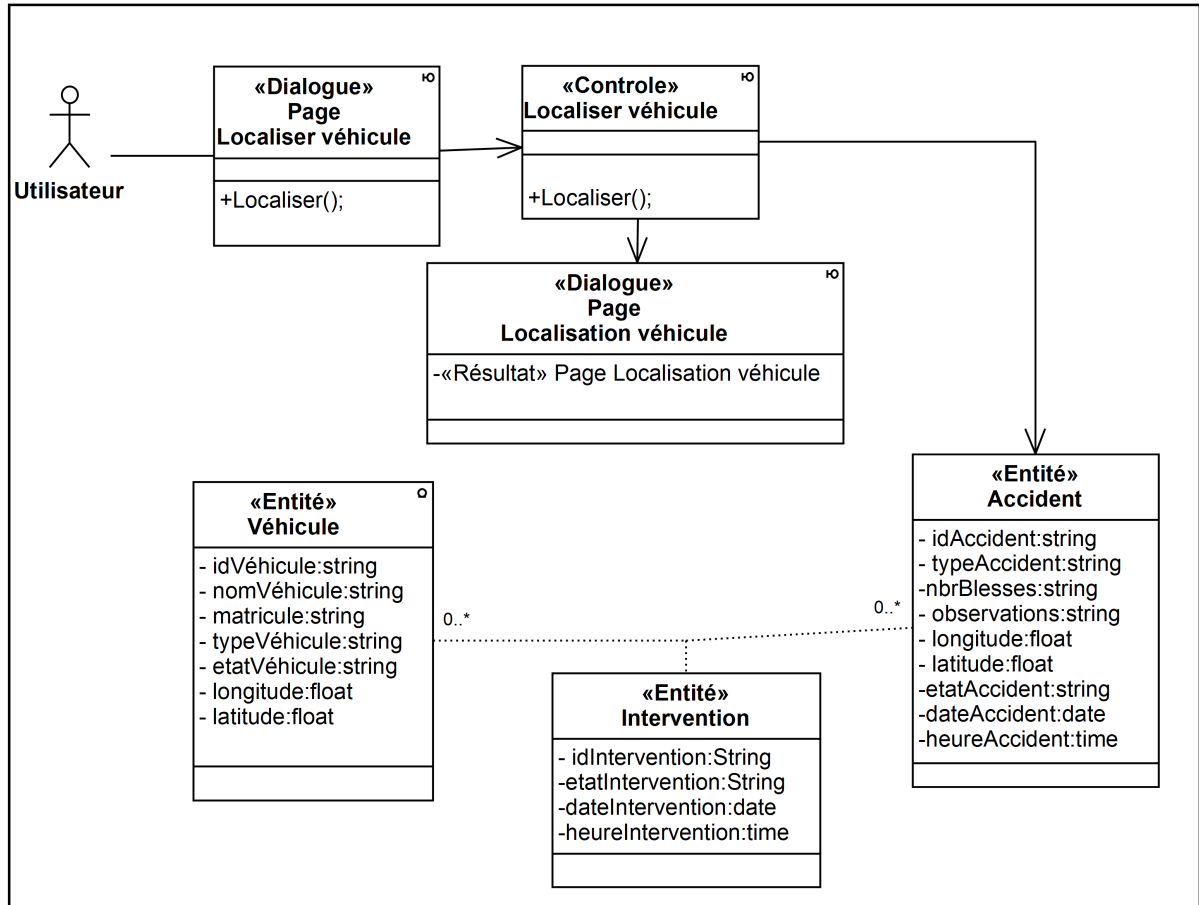 Utilisateur
«Dialogue»
Page
Localiser véhicule
+Localiser();
«Controle»
Localiser véhicule
+Localiser();
«Dialogue»
Page
Localisation véhicule
-«Résultat» Page Localisation véhicule
«Entité»
Véhicule
- idVéhicule:string
- nomVéhicule:string
- matricule:string
- typeVéhicule:string
- etatVéhicule:string
- longitude:float
- latitude:float
0..*
0..*
«Entité»
Accident
- idAccident:string
- typeAccident:string
-nbrBlesses:string
- observations:string
- longitude:float
- latitude:float
-etatAccident:string
-dateAccident:date
-heureAccident:time
«Entité»
Intervention
- idIntervention:String
-etatIntervention:String
-dateIntervention:date
-heureIntervention:time